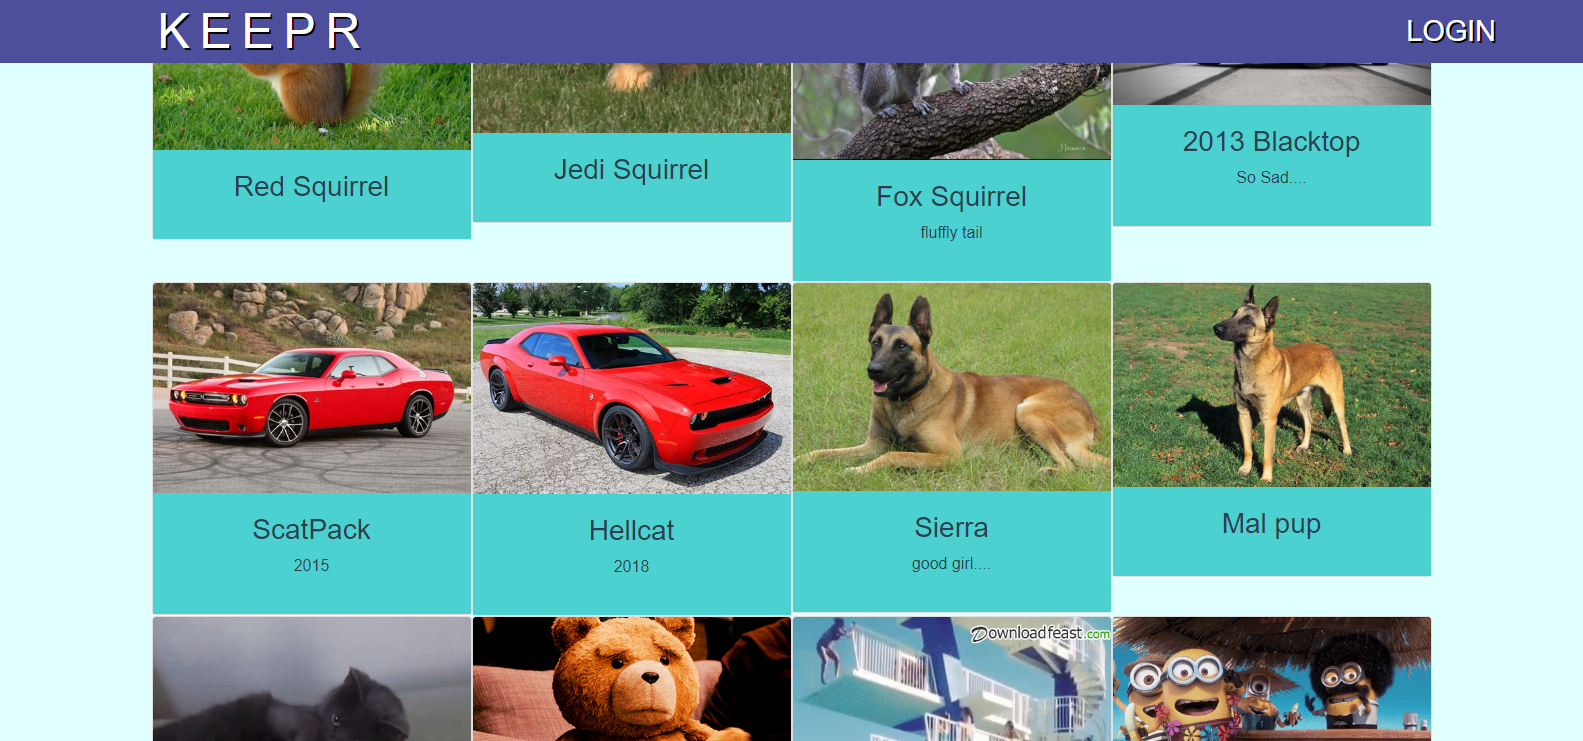 KEEPR
LOGIN
Red Squirrel
Jedi Squirrel
Fox Squirrel
fluffly tail
2013 Blacktop
So Sad....
ScatPack
2015
Hellcat
2018
Sierra
good girl....
Mal pup
Downloadfeast.com